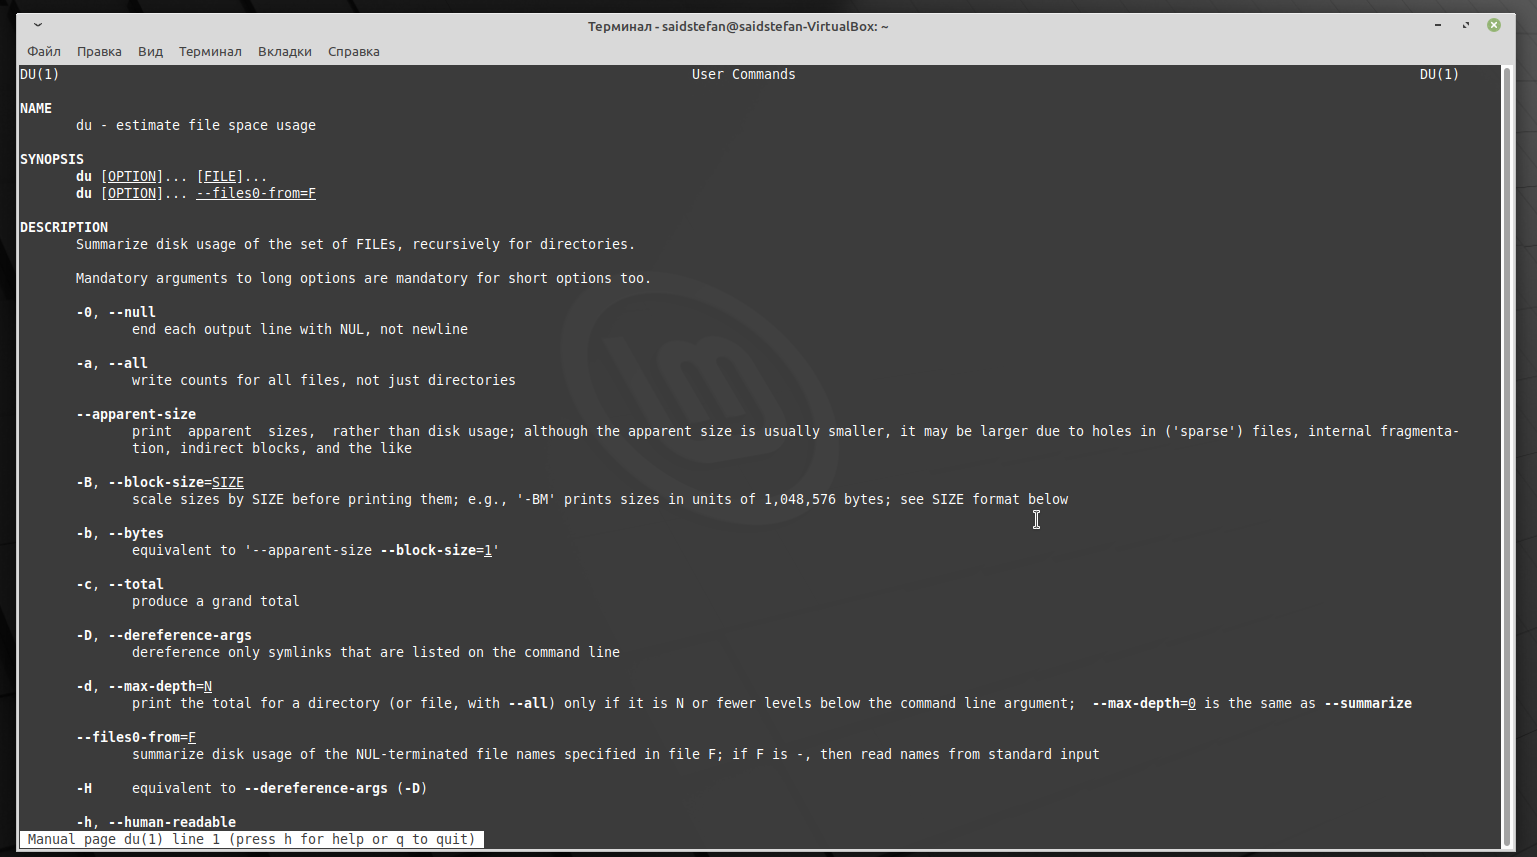 Терминал - saidstefan@saidstefan-VirtualBox: ~
Файл Правка Вид Терминал Вкладки Справка
DU(1) User Commands DU(1)
NAME
du - estimate file space usage
SYNOPSIS
du [OPTION]... [FILE]...
du [OPTION]... --files0-from=F
DESCRIPTION
Summarize disk usage of the set of FILEs, recursively for directories.
Mandatory arguments to long options are mandatory for short options too.
-0, --null
end each output line with NUL, not newline
-a, --all
write counts for all files, not just directories
--apparent-size
print  apparent  sizes,  rather than disk usage; although the apparent size is usually smaller, it may be larger due to holes in ('sparse') files, internal fragmenta-
tion, indirect blocks, and the like
-B, --block-size=SIZE
scale sizes by SIZE before printing them; e.g., '-BM' prints sizes in units of 1,048,576 bytes; see SIZE format below
-b, --bytes
equivalent to '--apparent-size --block-size=1'
-c, --total
produce a grand total
-D, --dereference-args
dereference only symlinks that are listed on the command line
-d, --max-depth=N
print the total for a directory (or file, with --all) only if it is N or fewer levels below the command line argument;  --max-depth=0 is the same as --summarize
--files0-from=F
summarize disk usage of the NUL-terminated file names specified in file F; if F is -, then read names from standard input
-H equivalent to --dereference-args (-D)
-h, --human-readable
Manual page du(1) line 1 (press h for help or q to quit)